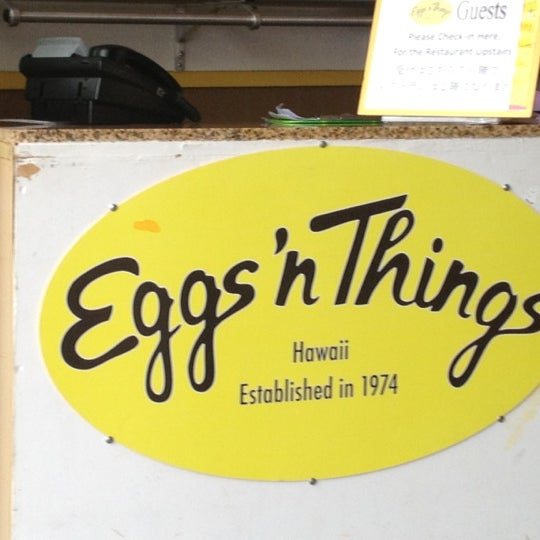 Eggs 'n Things Guests
Please Check-in Here,
For the Restaurant Upstairs
Eggs 'n Things
Hawaii
Established in 1974